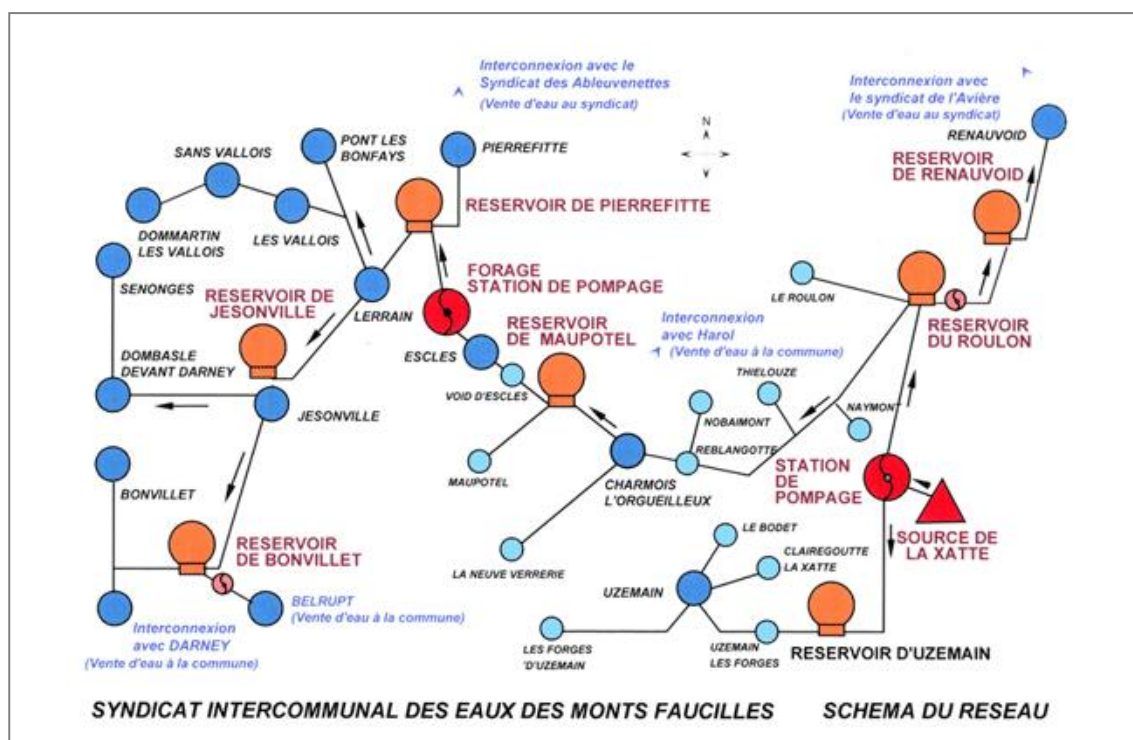 Interconnexion avec le
Syndicat des Ableuvenettes
(Vente d'eau au syndicat)
Interconnexion avec
le syndicat de l'Avière
(Vente d'eau au syndicat)
N
RENAUVOID
PONT LES
BONFAYS
PIERREFITTE
SANS VALLOIS
RESERVOIR
DE RENAUVOID
RESERVOIR DE PIERREFITTE
DOMMARTIN
LES VALLOIS
LES VALLOIS
SENONGES
FORAGE
STATION DE POMPAGE
LE ROULON
RESERVOIR DE
JESONVILLE
LERRAIN
RESERVOIR
DE MAUPOTEL
Interconnexion
avec Harol
(Vente d'eau à la commune)
RESERVOIR
DU ROULON
ESCLES
DOMBASLE
DEVANT DARNEY
THIELOUZE
VOID D'ESCLES
JESONVILLE
NOBAIMONT
NAYMONT
REBLANGOTTE
BONVILLET
MAUPOTEL
CHARMOIS
L'ORGUEILLEUX
STATION
DE
POMPAGE
RESERVOIR
DE BONVILLET
LE BODET
SOURCE DE
LA XATTE
CLAIREGOUTTE
LA XATTE
LA NEUVE VERRERIE
UZEMAIN
BELRUPT
(Vente d'eau à la commune)
Interconnexion
avec DARNEY
(Vente d'eau à la commune)
LES FORGES
'D'UZEMAIN
UZEMAIN
LES FORGES
RESERVOIR D'UZEMAIN
SYNDICAT INTERCOMMUNAL DES EAUX DES MONTS FAUCILLES SCHEMA DU RESEAU